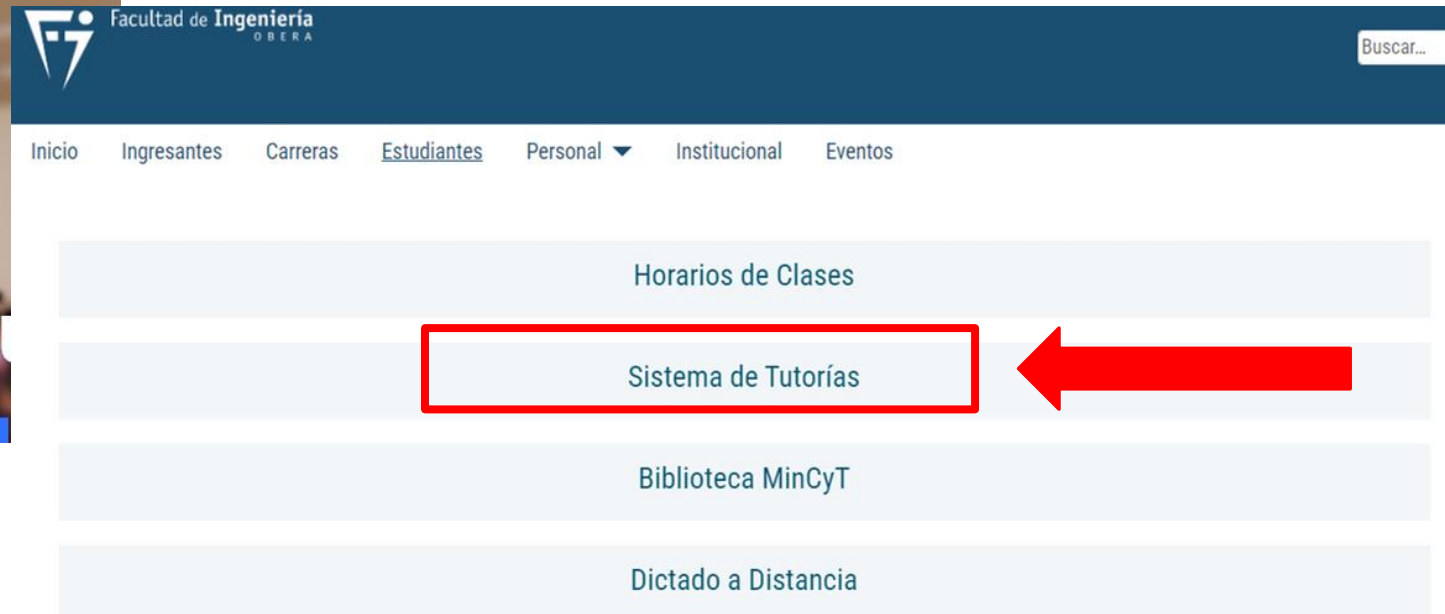 Facultad de Ingeniería
OBERA
Buscar...
Inicio Ingresantes Carreras Estudiantes Personal Institucional Eventos
Horarios de Clases
Sistema de Tutorías
Biblioteca MinCyT
Dictado a Distancia